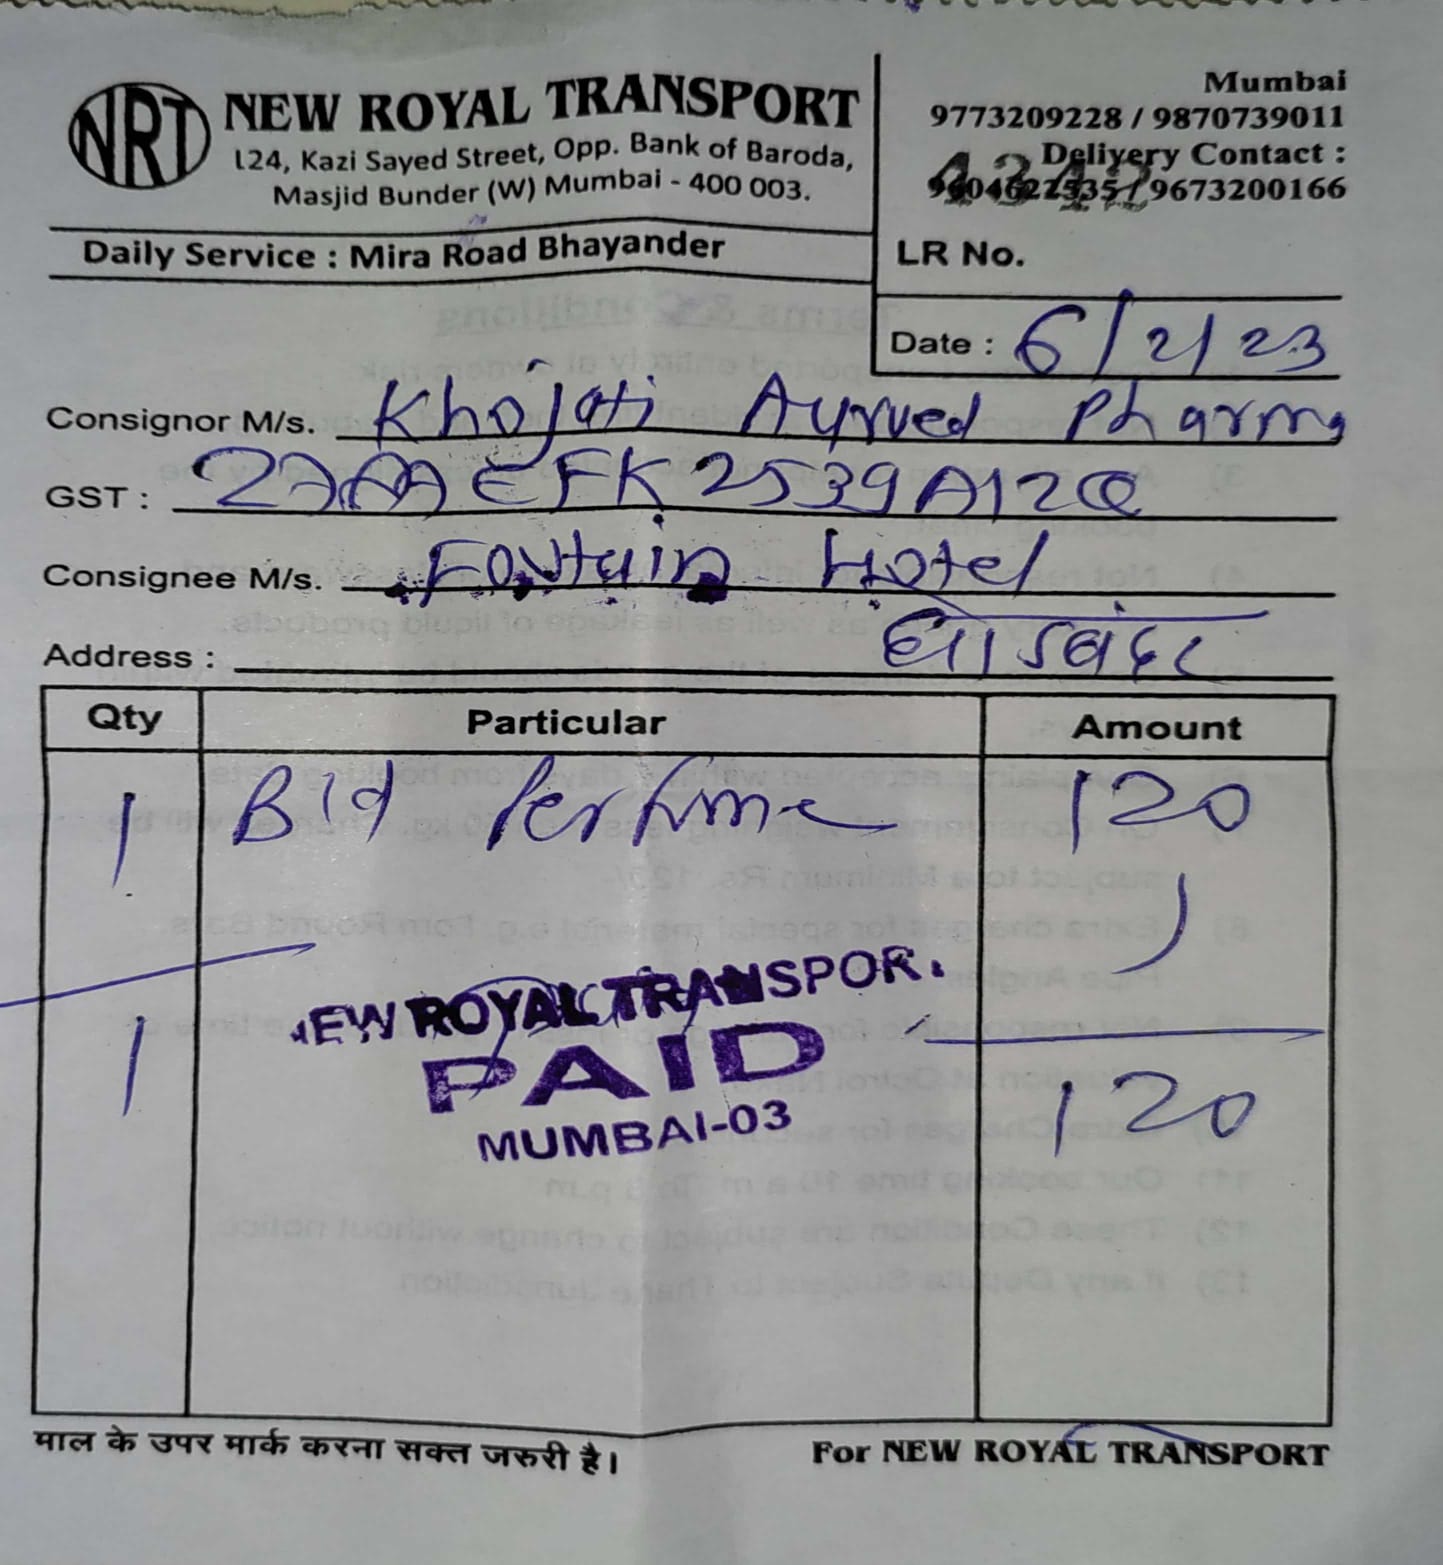 NRT
NEW ROYAL TRANSPORT
124, Kazi Sayed Street, Opp. Bank of Baroda,
Masjid Bunder (W) Mumbai - 400 003.
Daily Service : Mira Road Bhayander
Mumbai
9773209228 / 9870739011
Delivery Contact :
/ 9673200166
LR No.
Date : 6/2/23
Consignor M/s. Khojati Ayurved Pharma
GST : 27AAEFK2539A1ZQ
Consignee M/s. Fountain Hotel
Address :
Qty Particular Amount
1 Perfume 120
1 120
NEW ROYAL TRANSPOR.
PAID
MUMBAI-03
माल के उपर मार्क करना सक्त जरुरी है।
For NEW ROYAL TRANSPORT